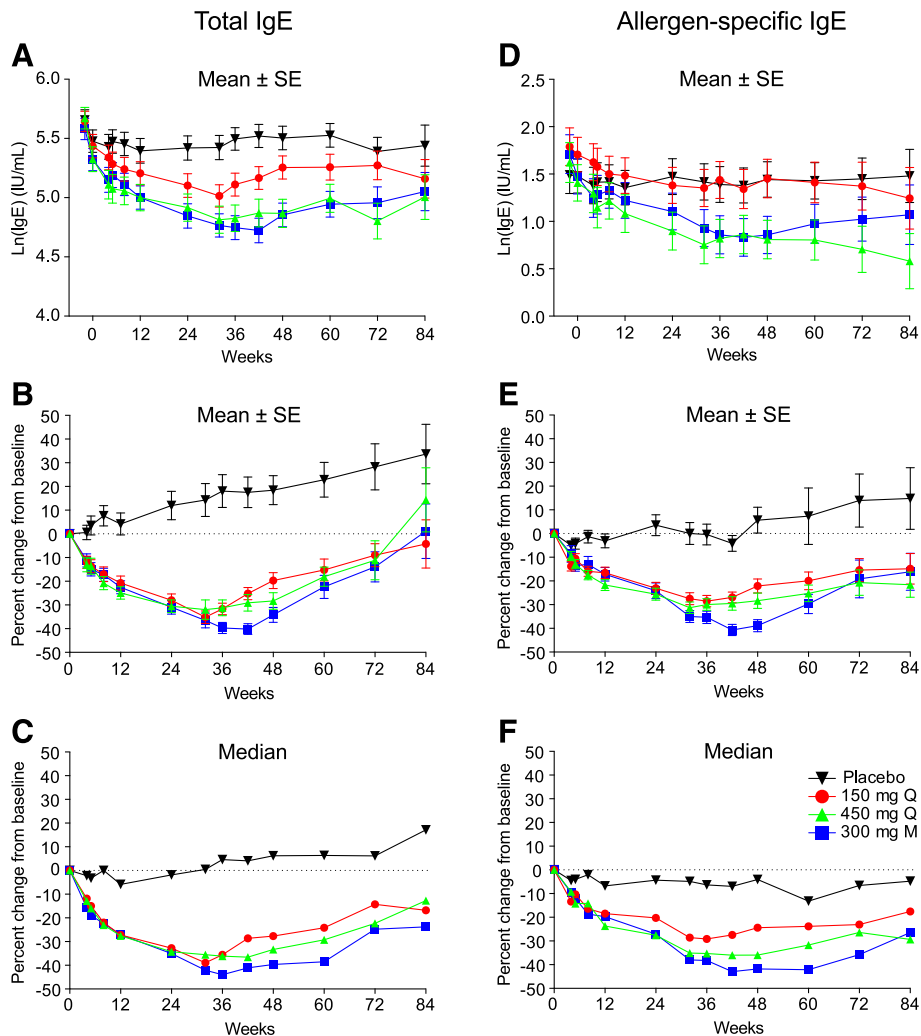 Total IgE
Allergen-specific IgE
A
Mean ± SE
Ln(IgE) (IU/mL)
6.0
5.5
5.0
4.5
4.0
0 12 24 36 48 60 72 84
Weeks
D
Mean ± SE
Ln(IgE) (IU/mL)
2.5
2.0
1.5
1.0
0.5
0.0
0 12 24 36 48 60 72 84
Weeks
B
Mean ± SE
Percent change from baseline
50
40
30
20
10
0
-10
-20
-30
-40
-50
0 12 24 36 48 60 72 84
Weeks
E
Mean ± SE
Percent change from baseline
50
40
30
20
10
0
-10
-20
-30
-40
-50
0 12 24 36 48 60 72 84
Weeks
C
Median
Percent change from baseline
50
40
30
20
10
0
-10
-20
-30
-40
-50
0 12 24 36 48 60 72 84
Weeks
F
Median
Percent change from baseline
50
40
30
20
10
0
-10
-20
-30
-40
-50
0 12 24 36 48 60 72 84
Weeks
Placebo
150 mg Q
450 mg Q
300 mg M